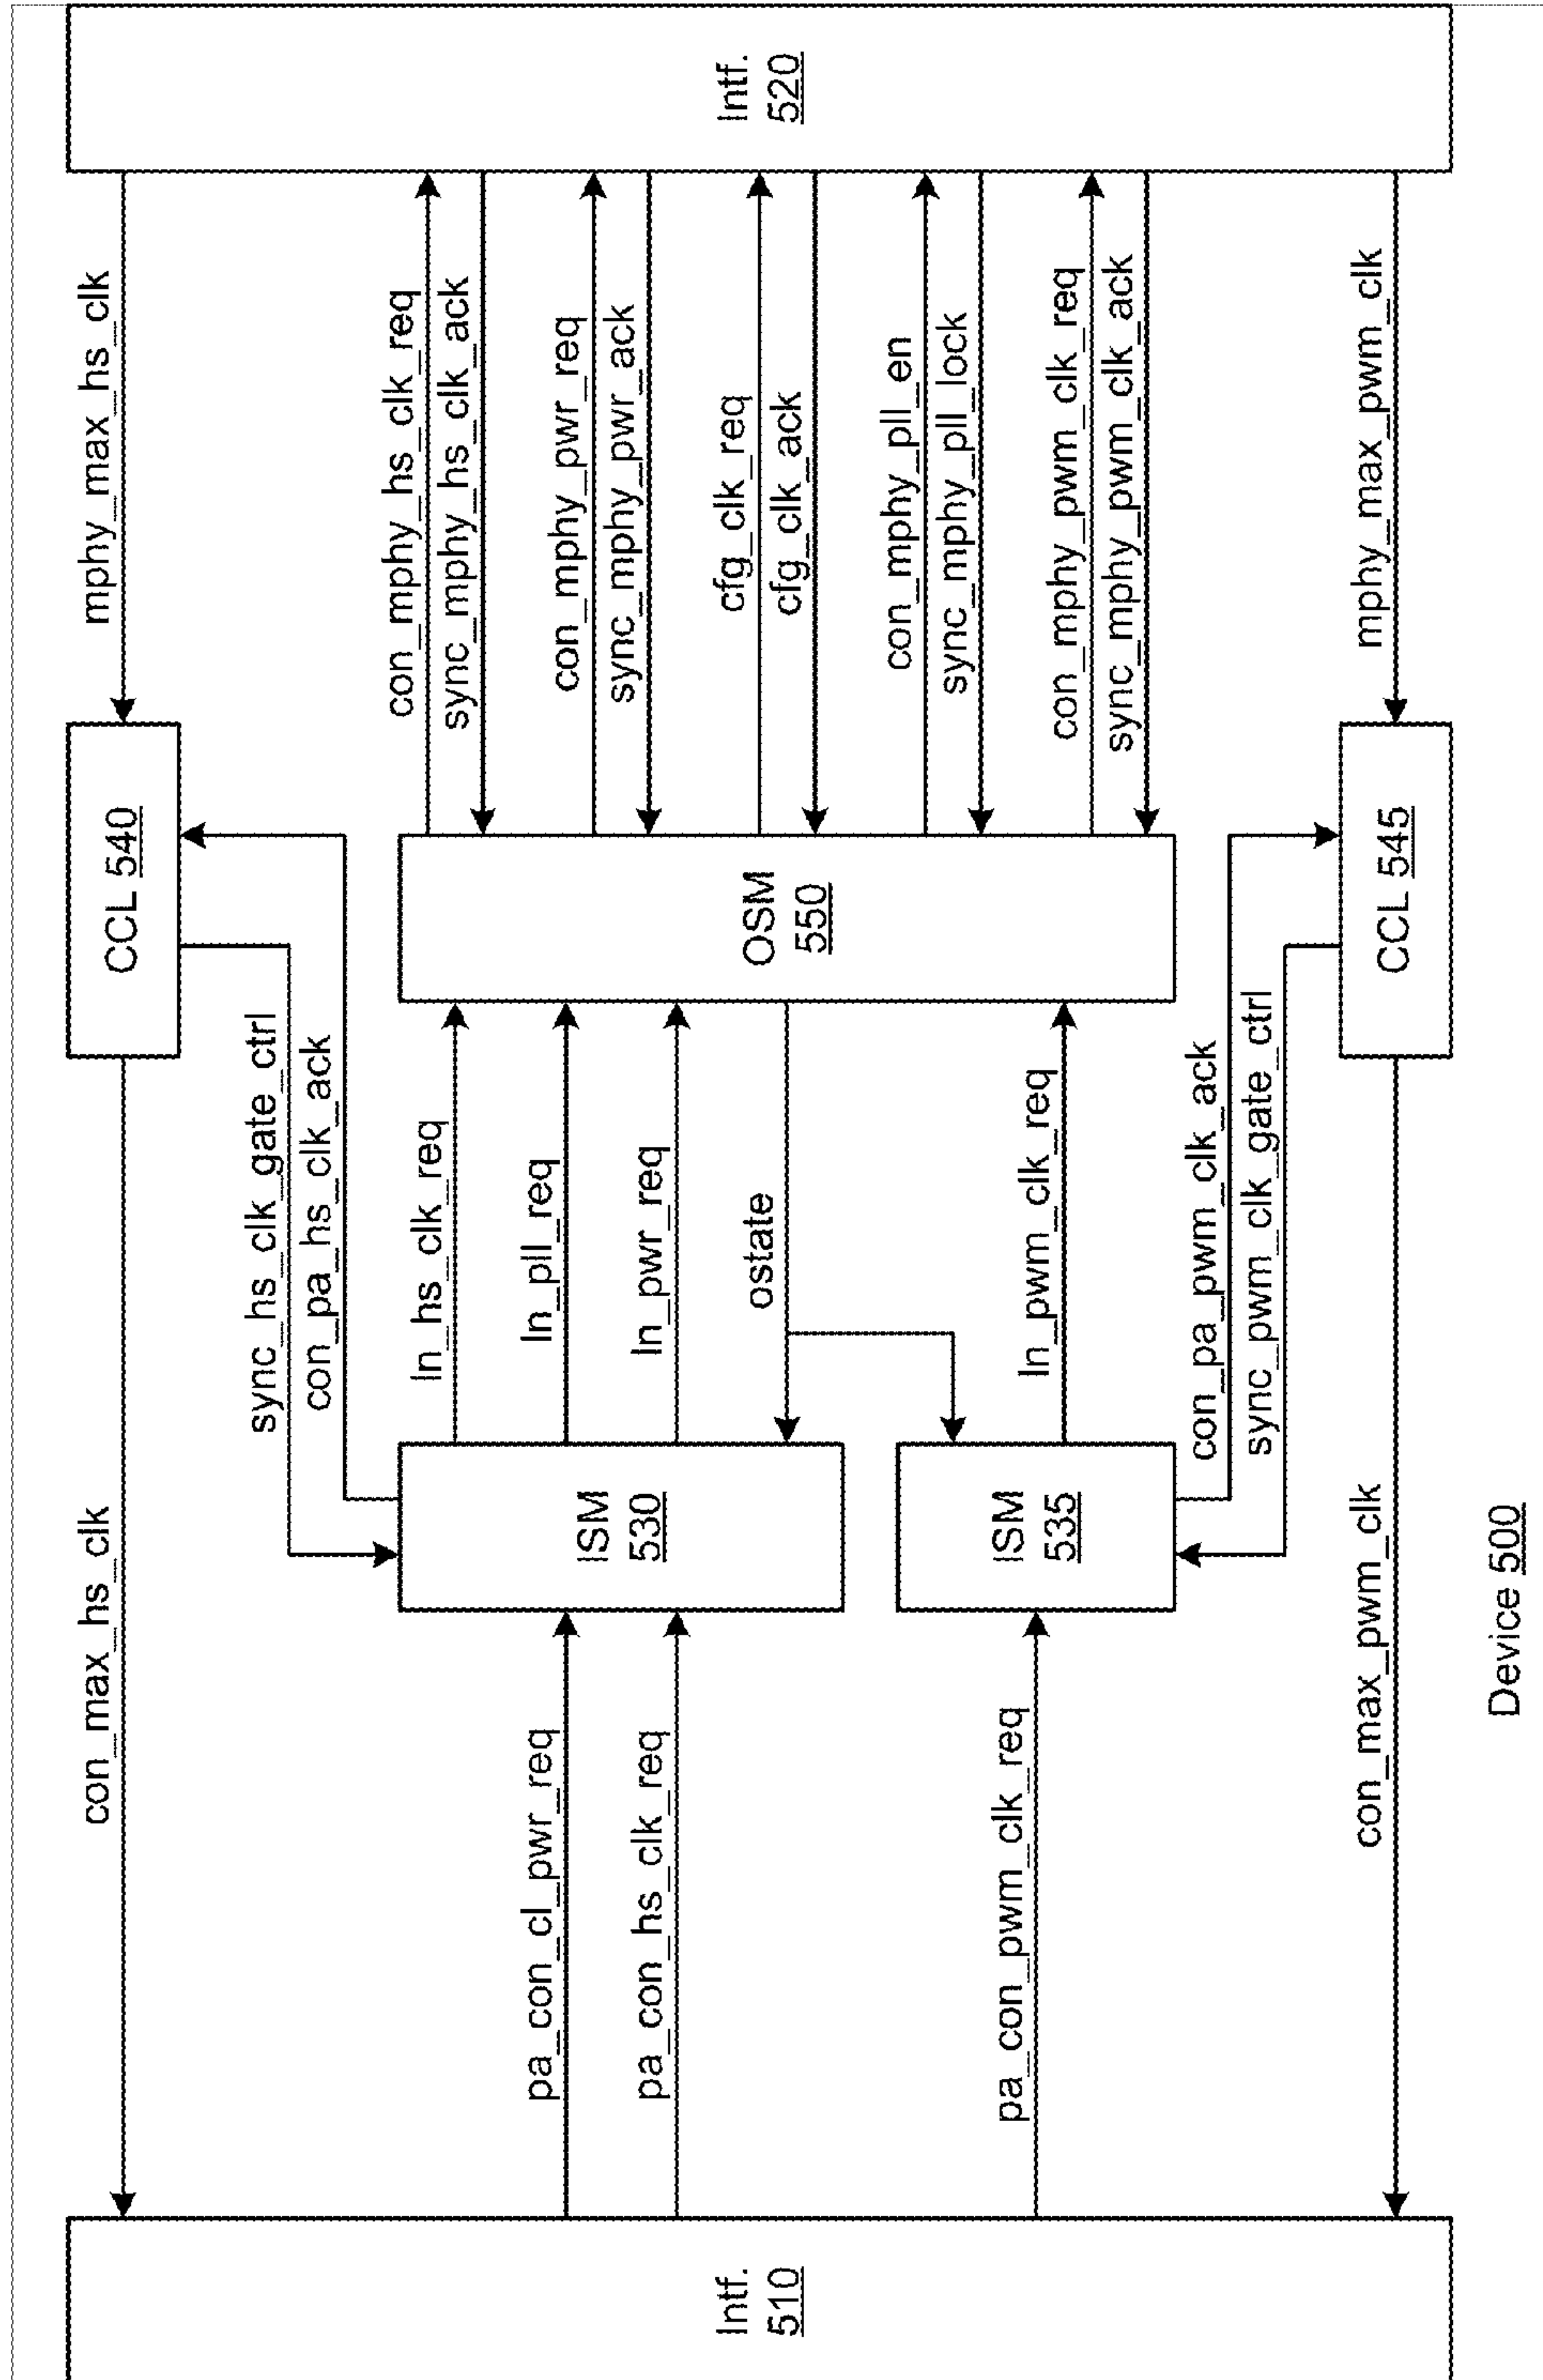 con_max_hs_clk
mphy_max_hs_clk
CCL 540
sync_hs_clk_gate_ctrl
con_pa_hs_clk_ack
ln_hs_clk_req
ln_pll_req
ln_pwr_req
ostate
ln_pwm_clk_req
con_pa_pwm_clk_ack
sync_pwm_clk_gate_ctrl
pa_con_cl_pwr_req
pa_con_hs_clk_req
pa_con_pwm_clk_req
Intf.
510
ISM
530
ISM
535
OSM
550
con_mphy_hs_clk_req
sync_mphy_hs_clk_ack
con_mphy_pwr_req
sync_mphy_pwr_ack
cfg_clk_req
cfg_clk_ack
con_mphy_pll_en
sync_mphy_pll_lock
con_mphy_pwm_clk_req
sync_mphy_pwm_clk_ack
Intf.
520
con_max_pwm_clk
CCL 545
mphy_max_pwm_clk
Device 500